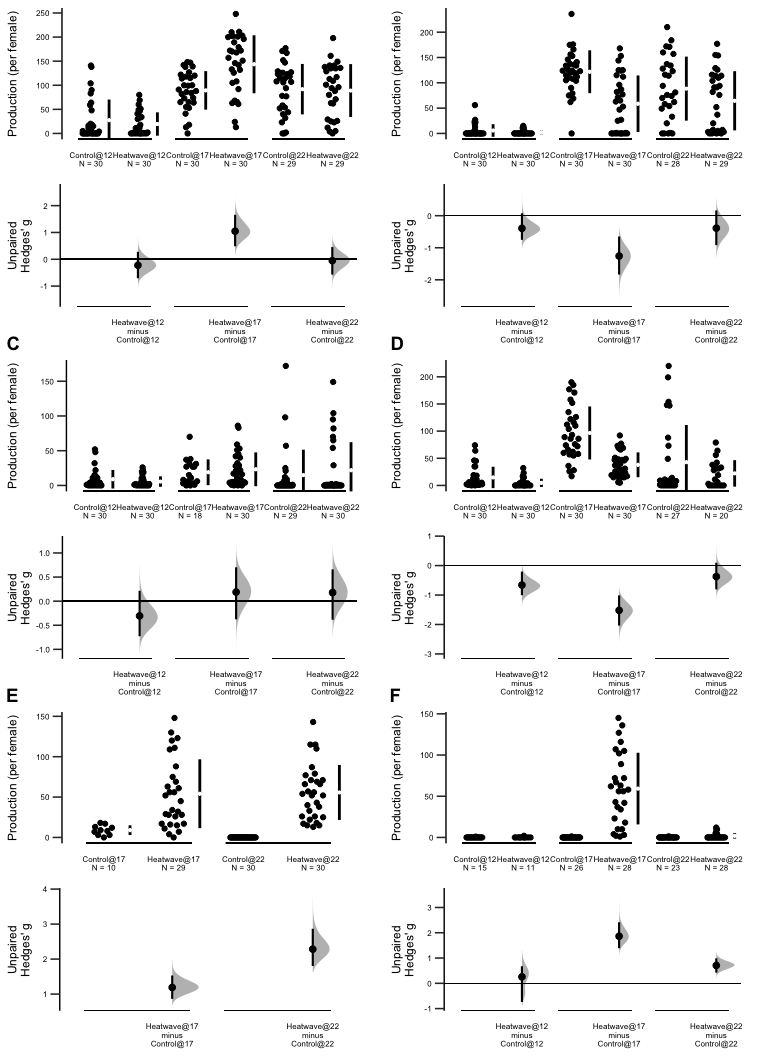 Production (per female)
250
200
150
100
50
0
Control@12 Heatwave@12 Control@17 Heatwave@17 Control@22 Heatwave@22
N = 30 N = 30 N = 30 N = 30 N = 29 N = 29
Production (per female)
200
150
100
50
0
Control@12 Heatwave@12 Control@17 Heatwave@17 Control@22 Heatwave@22
N = 30 N = 30 N = 30 N = 30 N = 28 N = 29
Unpaired
Hedges' g
2
1
0
-1
Heatwave@12 Heatwave@17 Heatwave@22
minus minus minus
Control@12 Control@17 Control@22
Unpaired
Hedges' g
0
-1
-2
Heatwave@12 Heatwave@17 Heatwave@22
minus minus minus
Control@12 Control@17 Control@22
C
Production (per female)
150
100
50
0
Control@12 Heatwave@12 Control@17 Heatwave@17 Control@22 Heatwave@22
N = 30 N = 30 N = 18 N = 30 N = 29 N = 30
D
Production (per female)
200
150
100
50
0
Control@12 Heatwave@12 Control@17 Heatwave@17 Control@22 Heatwave@22
N = 30 N = 30 N = 30 N = 30 N = 27 N = 20
Unpaired
Hedges' g
1.0
0.5
0.0
-0.5
-1.0
Heatwave@12 Heatwave@17 Heatwave@22
minus minus minus
Control@12 Control@17 Control@22
Unpaired
Hedges' g
1
0
-1
-2
-3
Heatwave@12 Heatwave@17 Heatwave@22
minus minus minus
Control@12 Control@17 Control@22
E
Production (per female)
150
100
50
0
Control@17 Heatwave@17 Control@22 Heatwave@22
N = 10 N = 29 N = 30 N = 30
F
Production (per female)
150
100
50
0
Control@12 Heatwave@12 Control@17 Heatwave@17 Control@22 Heatwave@22
N = 15 N = 11 N = 26 N = 28 N = 23 N = 28
Unpaired
Hedges' g
4
3
2
1
Heatwave@17 Heatwave@22
minus minus
Control@17 Control@22
Unpaired
Hedges' g
3
2
1
0
-1
Heatwave@12 Heatwave@17 Heatwave@22
minus minus minus
Control@12 Control@17 Control@22